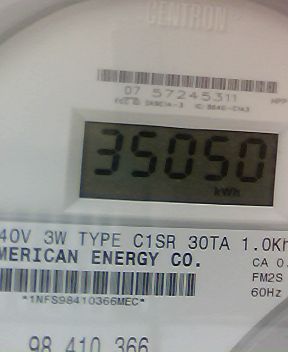 CENTRON
07 57245311
35050
kWh
40V 3W TYPE C1SR 30TA 1.0Kh
MERICAN ENERGY CO.
CA 0.
FM2S
60Hz
*1NFS98410366MEC*
98 410 366